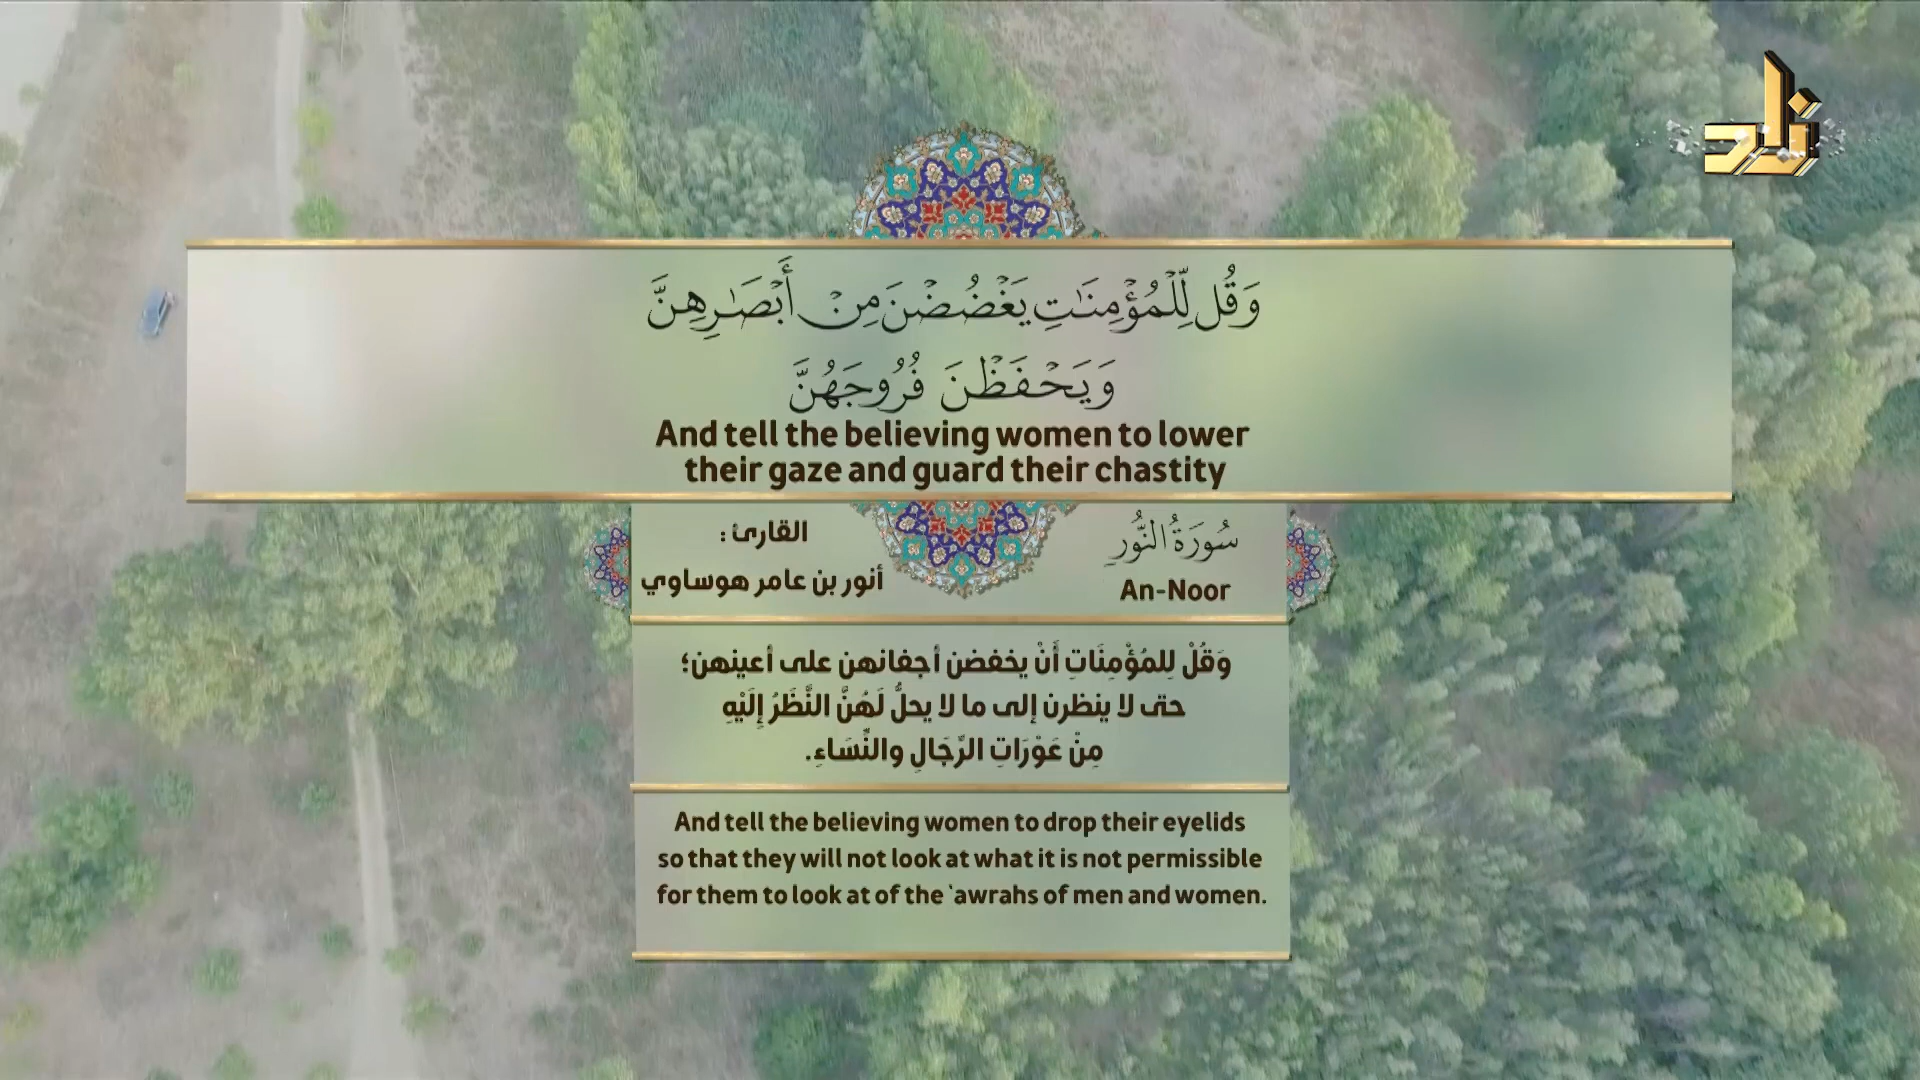 زاد
وَقُل لِّلْمُؤْمِنَٰتِ يَغْضُضْنَ مِنْ أَبْصَٰرِهِنَّ
وَيَحْفَظْنَ فُرُوجَهُنَّ
And tell the believing women to lower
their gaze and guard their chastity
سُورَةُ النُّورِ
An-Noor
القارئ :
أنور بن عامر هوساوي
وَقُلْ لِلمُؤْمِنَاتِ أَنْ يخفضن أجفانهن على أعينهن؛
حتى لا ينظرن إلى ما لا يحلُّ لَهُنَّ النَّظَرُ إِلَيْهِ
مِنْ عَوْرَاتِ الرِّجَالِ والنِّسَاءِ.
And tell the believing women to drop their eyelids
so that they will not look at what it is not permissible
for them to look at of the `awrahs of men and women.